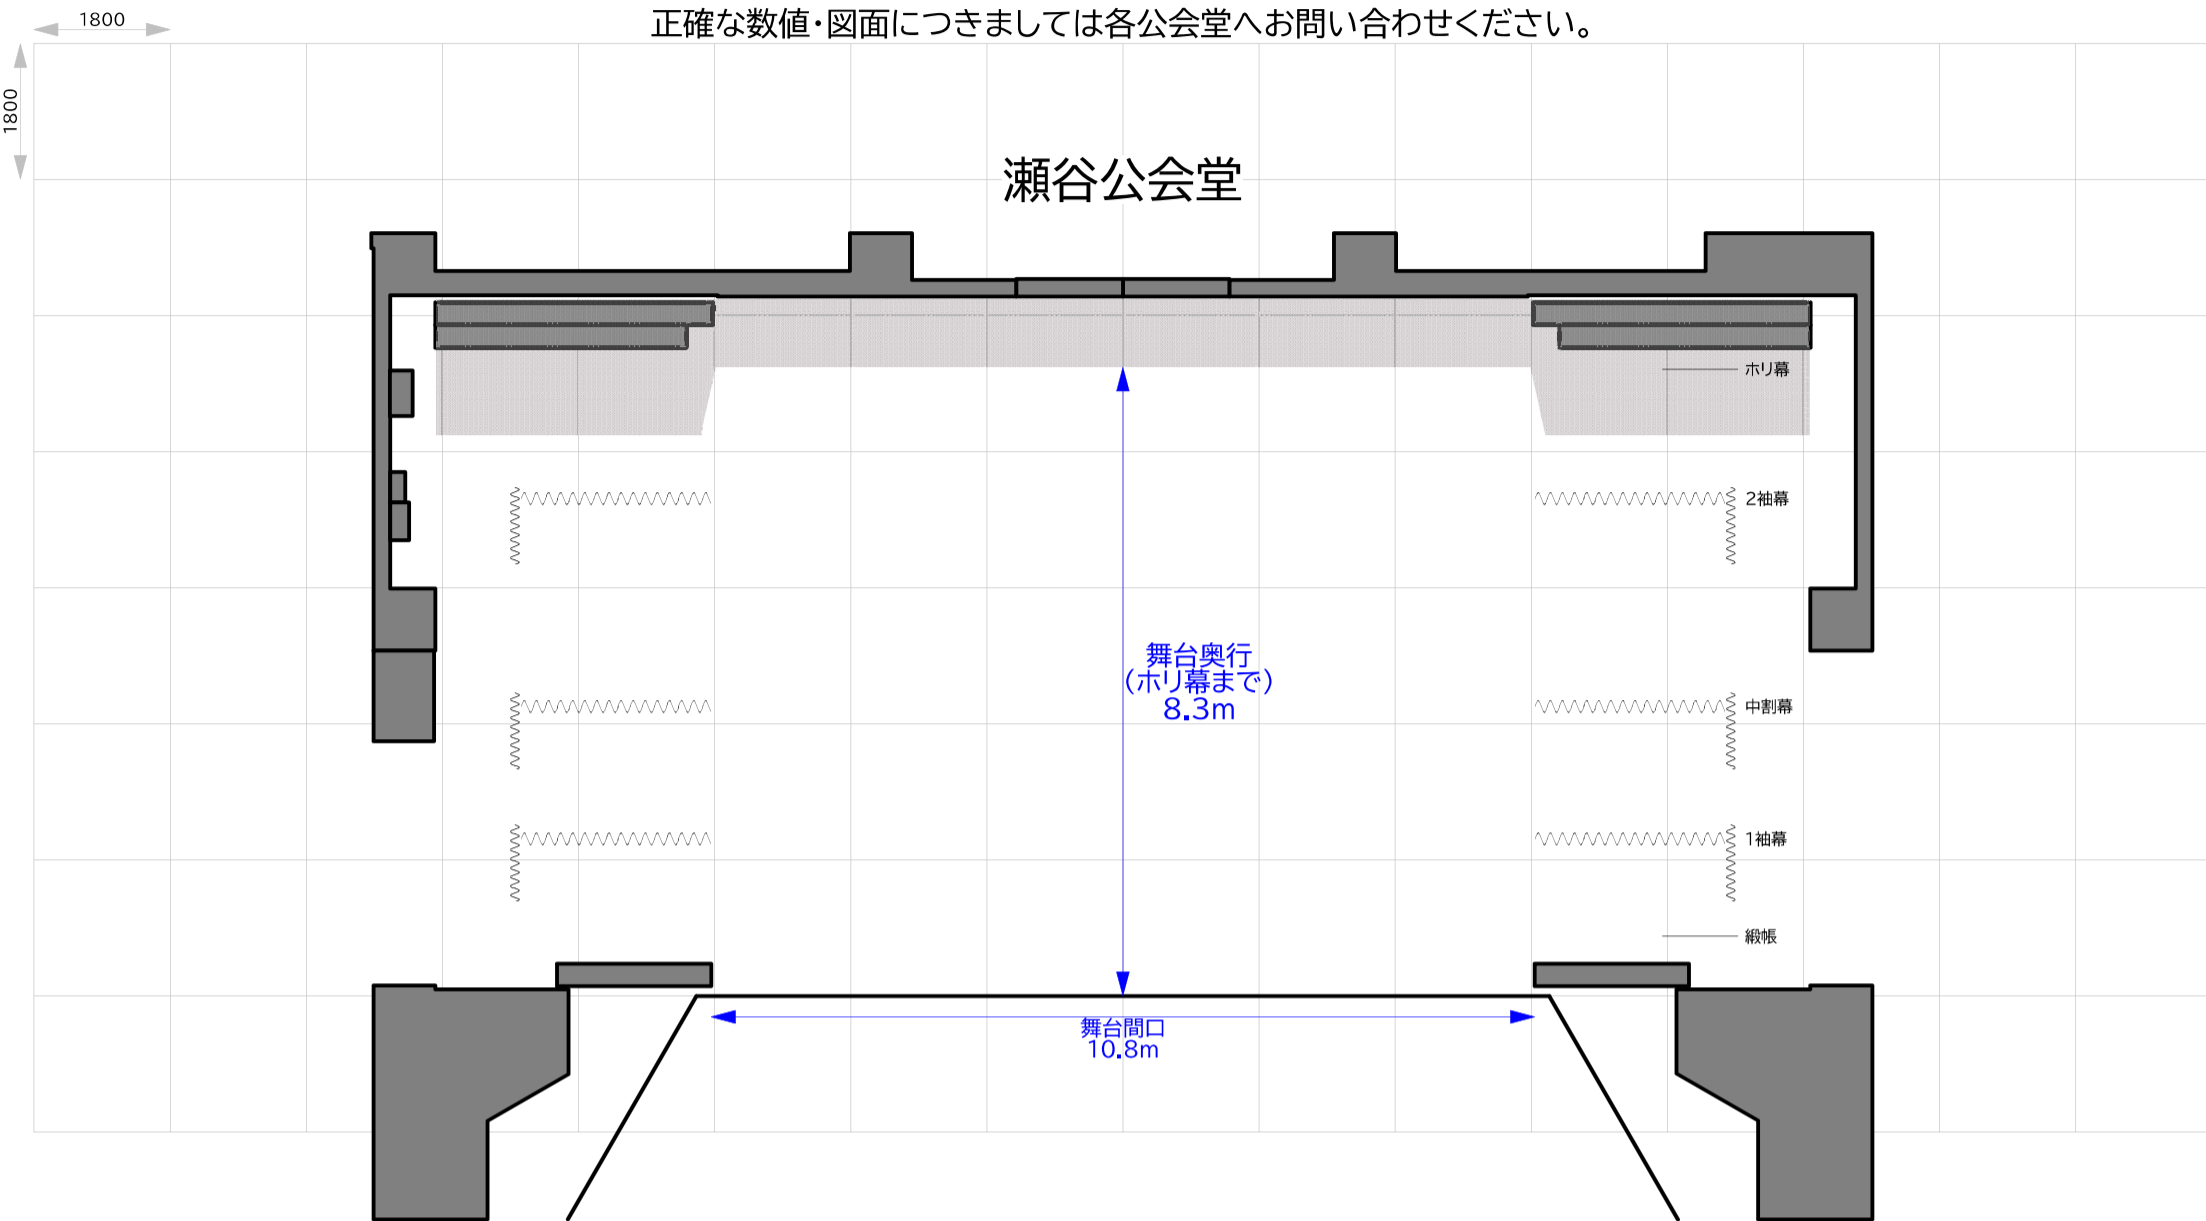 正確な数値・図面につきましては各公会堂へお問い合わせください。
1800
1800
瀬谷公会堂
ホリ幕
2袖幕
舞台奥行
(ホリ幕まで)
8.3m
中割幕
1袖幕
緞帳
舞台間口
10.8m